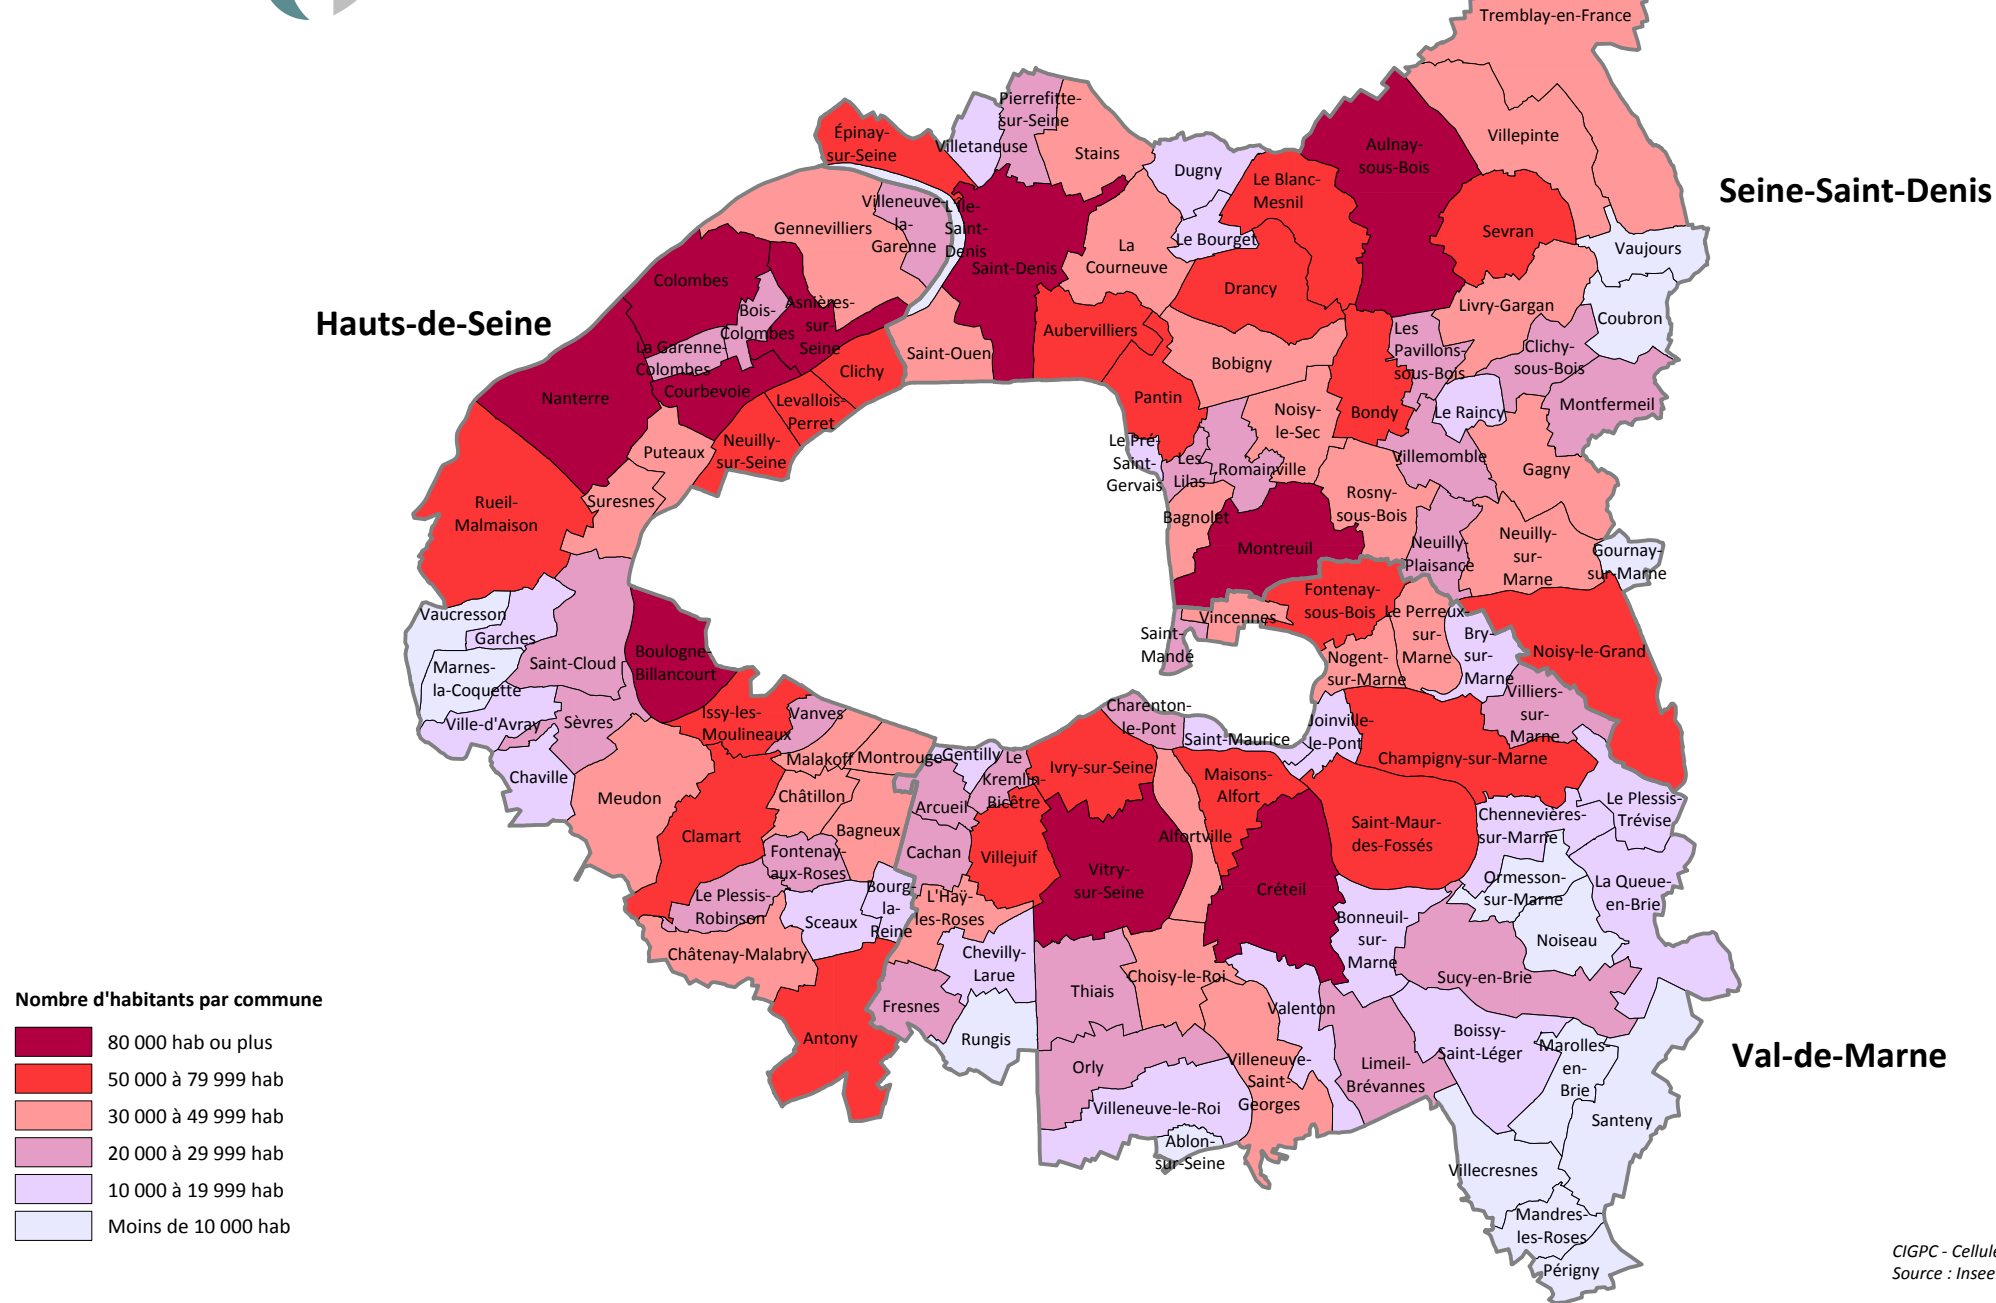 Tremblay-en-France
Pierrefitte-
sur-Seine
Épinay-
sur-Seine
Villetaneuse
Stains
Villepinte
Aulnay-
sous-Bois
Dugny
Le Blanc-
Mesnil
Seine-Saint-Denis
Villeneuve-
la-
Garenne
L'Île-
Saint-
Denis
Gennevilliers
Sevran
Vaujours
Le Bourget
La
Courneuve
Saint-Denis
Colombes
Drancy
Livry-Gargan
Coubron
Hauts-de-Seine
Bois-
Colombes
Asnières-
sur-
Seine
Aubervilliers
Les
Pavillons-
sous-Bois
Clichy-
sous-Bois
La Garenne-
Colombes
Saint-Ouen
Bobigny
Clichy
Courbevoie
Nanterre
Levallois-
Perret
Pantin
Noisy-
le-Sec
Bondy
Le Raincy
Montfermeil
Neuilly-
sur-Seine
Puteaux
Le Pré-
Saint-
Gervais
Les
Lilas
Romainville
Villemomble
Gagny
Rueil-
Malmaison
Suresnes
Rosny-
sous-Bois
Bagnolet
Montreuil
Neuilly-
Plaisance
Neuilly-
sur-
Marne
Gournay-
sur-Marne
Fontenay-
sous-Bois
Vaucresson
Garches
Vincennes
Le Perreux-
sur-
Marne
Bry-
sur-
Marne
Noisy-le-Grand
Saint-
Mandé
Boulogne-
Billancourt
Saint-Cloud
Marnes-
la-Coquette
Nogent-
sur-Marne
Villiers-
sur-
Marne
Ville-d'Avray
Sèvres
Issy-les-
Moulineaux
Vanves
Charenton-
le-Pont
Saint-Maurice
Joinville-
le-Pont
Champigny-sur-Marne
Malakoff
Montrouge
Gentilly
Le
Kremlin-
Bicêtre
Ivry-sur-Seine
Maisons-
Alfort
Chaville
Meudon
Châtillon
Arcueil
Le Plessis-
Trévise
Chennevières-
sur-Marne
Clamart
Bagneux
Alfortville
Saint-Maur-
des-Fossés
Fontenay-
aux-Roses
Cachan
Villejuif
Vitry-
sur-Seine
Créteil
Ormesson-
sur-Marne
La Queue-
en-Brie
Le Plessis-
Robinson
Bourg-
la-
Reine
L'Haÿ-
les-Roses
Sceaux
Bonneuil-
sur-
Marne
Noiseau
Châtenay-Malabry
Chevilly-
Larue
Choisy-le-Roi
Sucy-en-Brie
Thiais
Fresnes
Valenton
Antony
Rungis
Boissy-
Saint-Léger
Marolles-
en-
Brie
Val-de-Marne
Orly
Villeneuve-
Saint-
Georges
Limeil-
Brévannes
Villeneuve-le-Roi
Santeny
Ablon-
sur-Seine
Villecresnes
Mandres-
les-Roses
Périgny
Nombre d'habitants par commune
80 000 hab ou plus
50 000 à 79 999 hab
30 000 à 49 999 hab
20 000 à 29 999 hab
10 000 à 19 999 hab
Moins de 10 000 hab
CIGPC - Cellule
Source : Insee